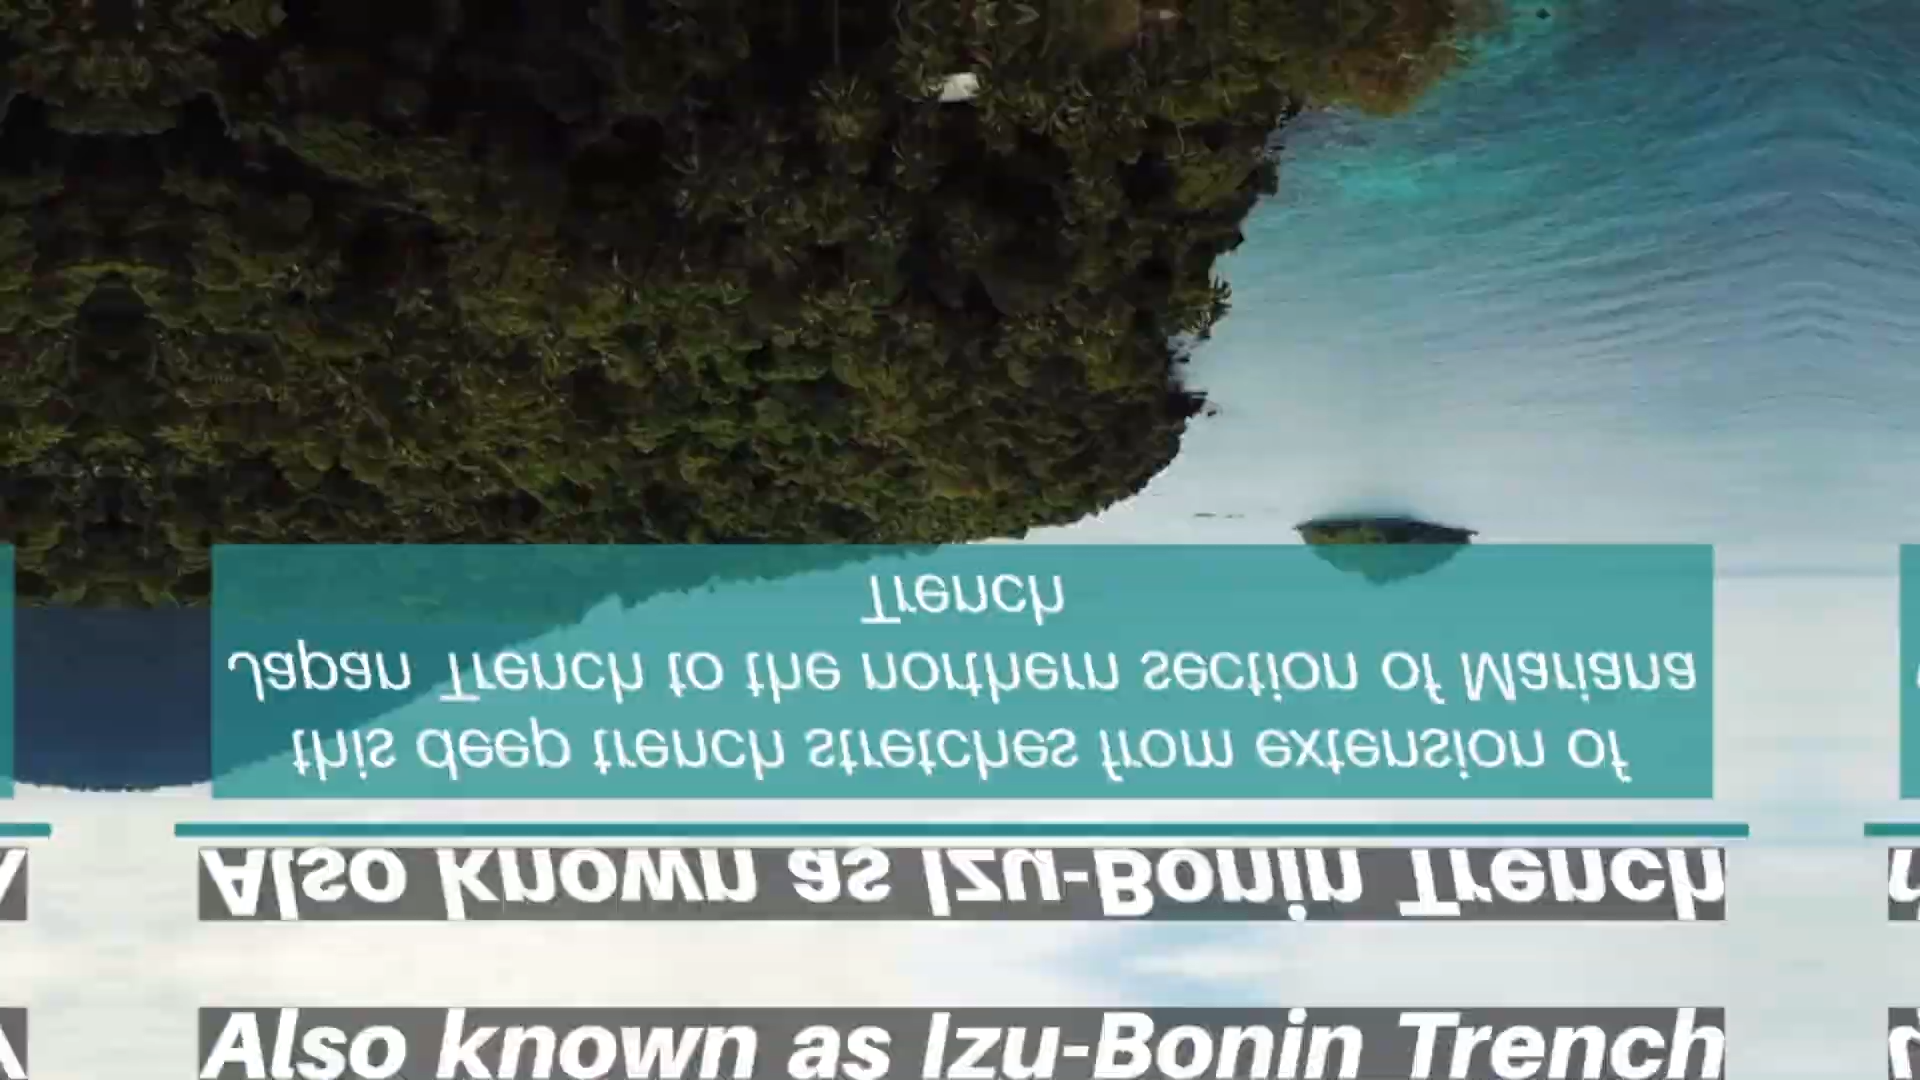 Trench
Japan Trench to the northern section of Mariana
this deep trench stretches from extension of
Also known as Izu-Bonin Trench
Also known as Izu-Bonin Trench